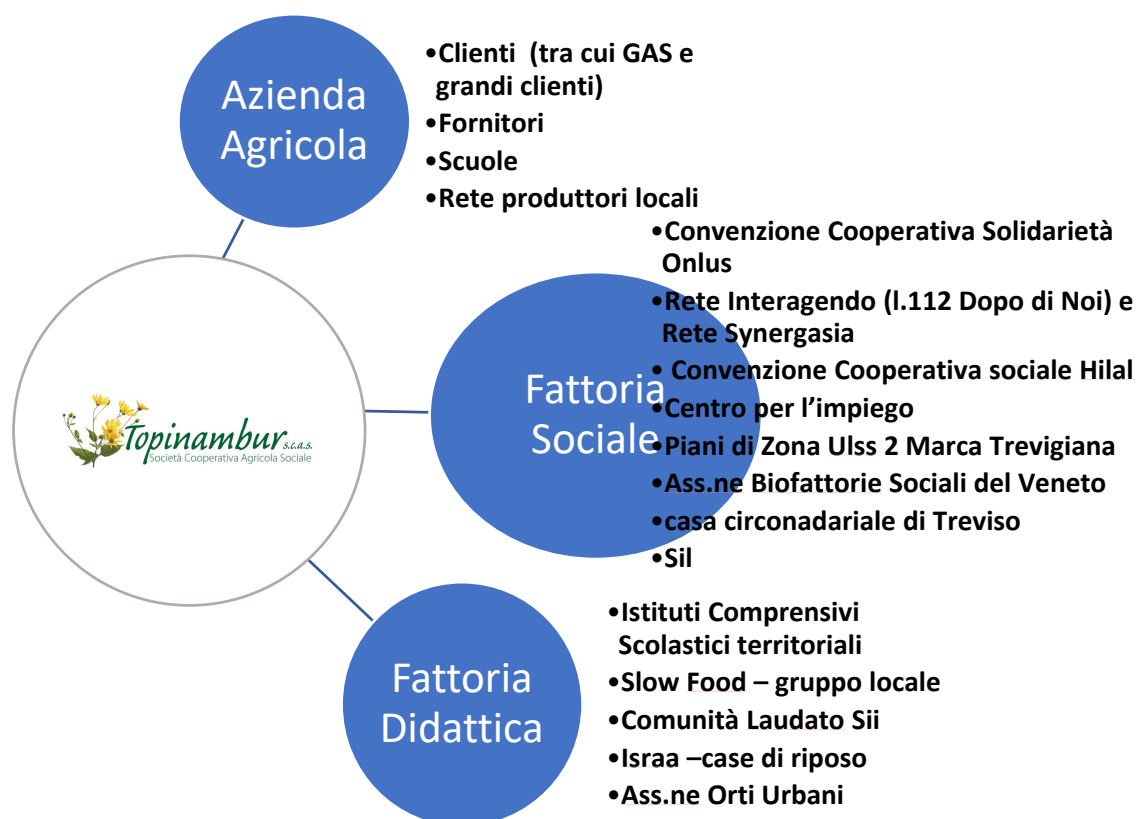 Azienda
Agricola
•Clienti (tra cui GAS e
grandi clienti)
•Fornitori
•Scuole
•Rete produttori locali
Topinambur s.c.a.s.
Società Cooperativa Agricola Sociale
Fattoria
Sociale
•Convenzione Cooperativa Solidarietà
Onlus
•Rete Interagendo (l.112 Dopo di Noi) e
Rete Synergasia
• Convenzione Cooperativa sociale Hilal
•Centro per l’impiego
•Piani di Zona Ulss 2 Marca Trevigiana
•Ass.ne Biofattorie Sociali del Veneto
•casa circonadariale di Treviso
•Sil
Fattoria
Didattica
•Istituti Comprensivi
Scolastici territoriali
•Slow Food – gruppo locale
•Comunità Laudato Sii
•Israa –case di riposo
•Ass.ne Orti Urbani